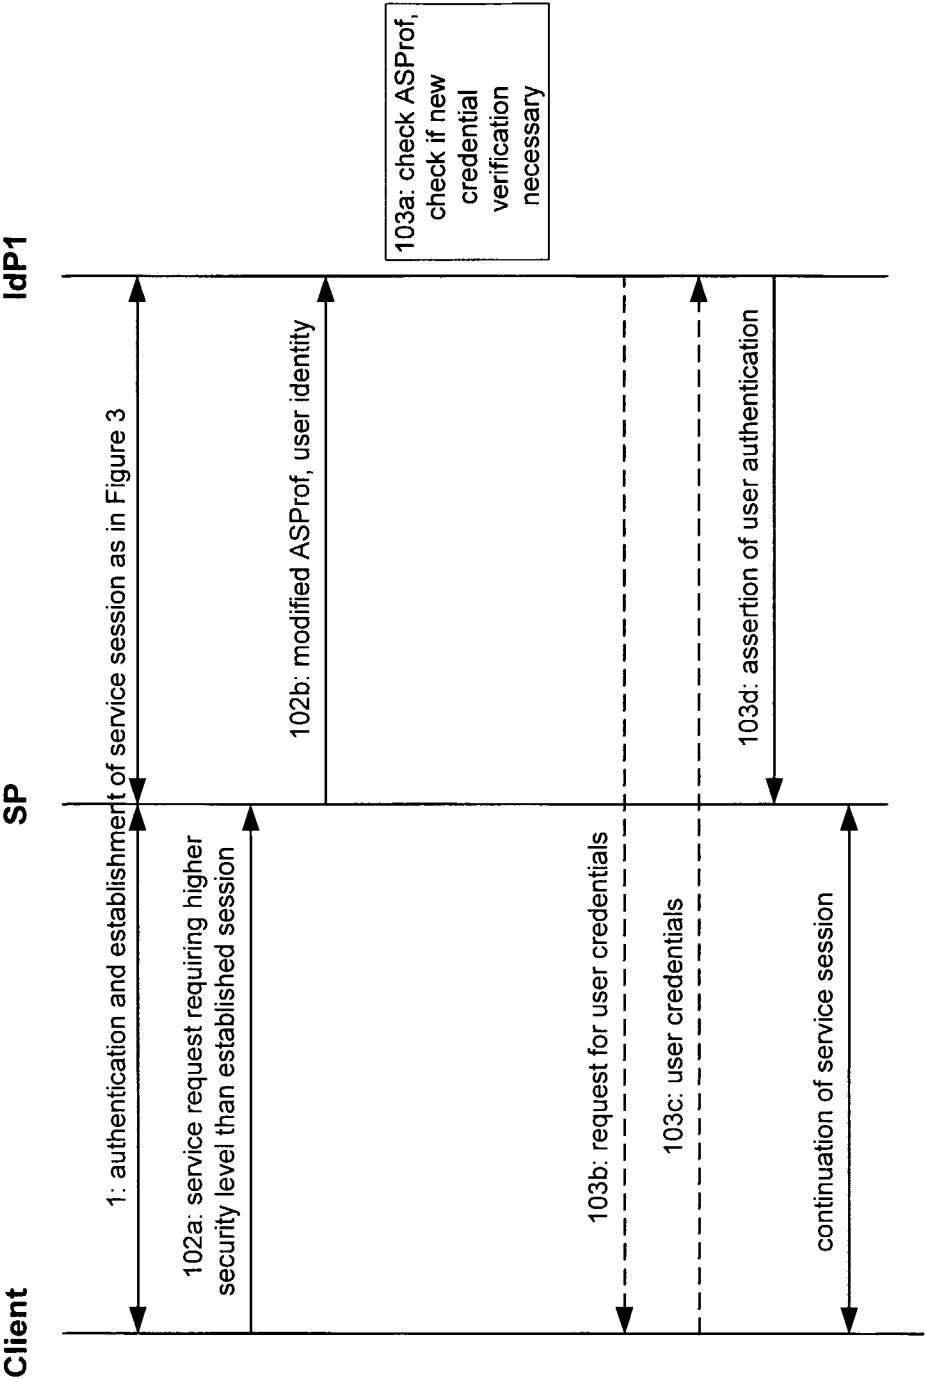 Client
SP
IdP1
1: authentication and establishment of service session as in Figure 3
102a: service request requiring higher
security level than established session
102b: modified ASProf, user identity
103a: check ASProf,
check if new
credential
verification
necessary
103b: request for user credentials
103c: user credentials
103d: assertion of user authentication
continuation of service session